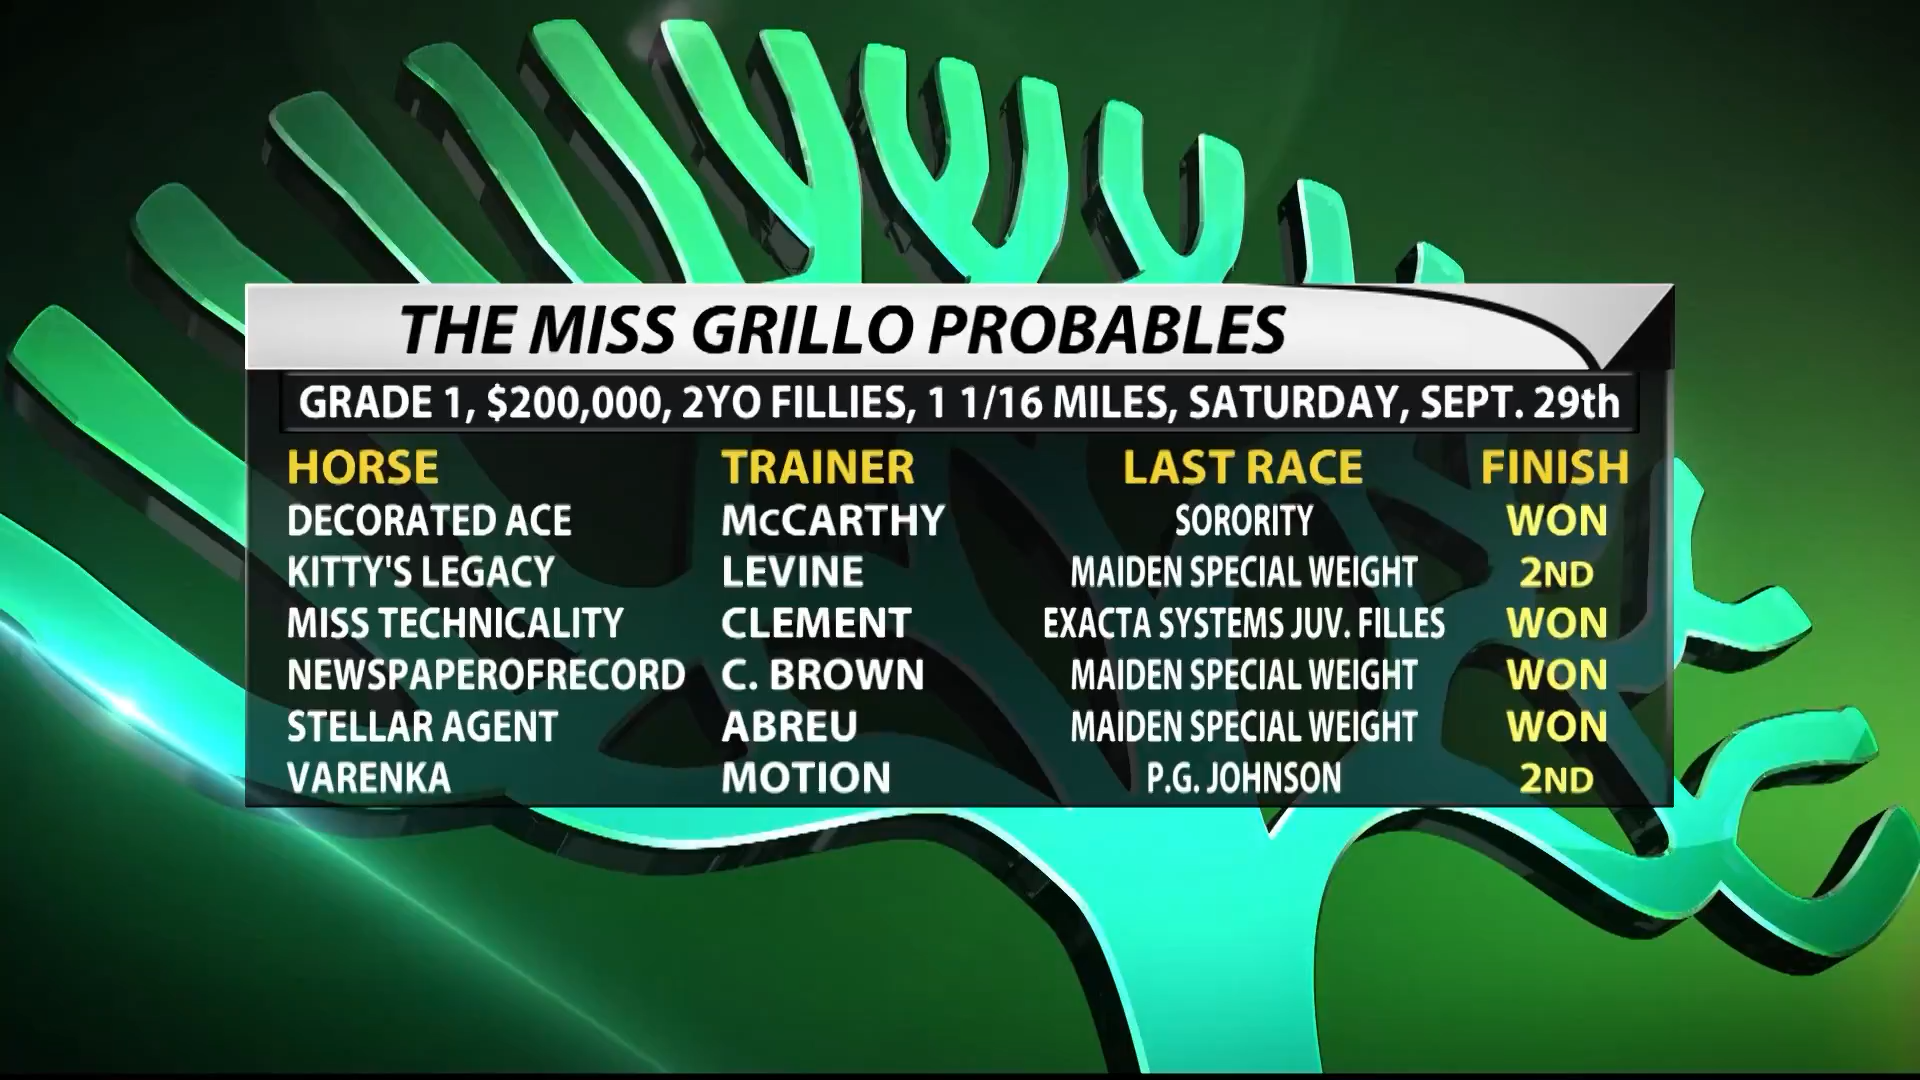 THE MISS GRILLO PROBABLES
GRADE 1, $200,000, 2YO FILLIES, 1 1/16 MILES, SATURDAY, SEPT. 29th
HORSE TRAINER LAST RACE FINISH
DECORATED ACE McCARTHY SORORITY WON
KITTY'S LEGACY LEVINE MAIDEN SPECIAL WEIGHT 2ND
MISS TECHNICALITY CLEMENT EXACTA SYSTEMS JUV. FILLES WON
NEWSPAPEROFRECORD C. BROWN MAIDEN SPECIAL WEIGHT WON
STELLAR AGENT ABREU MAIDEN SPECIAL WEIGHT WON
VARENKA MOTION P.G. JOHNSON 2ND